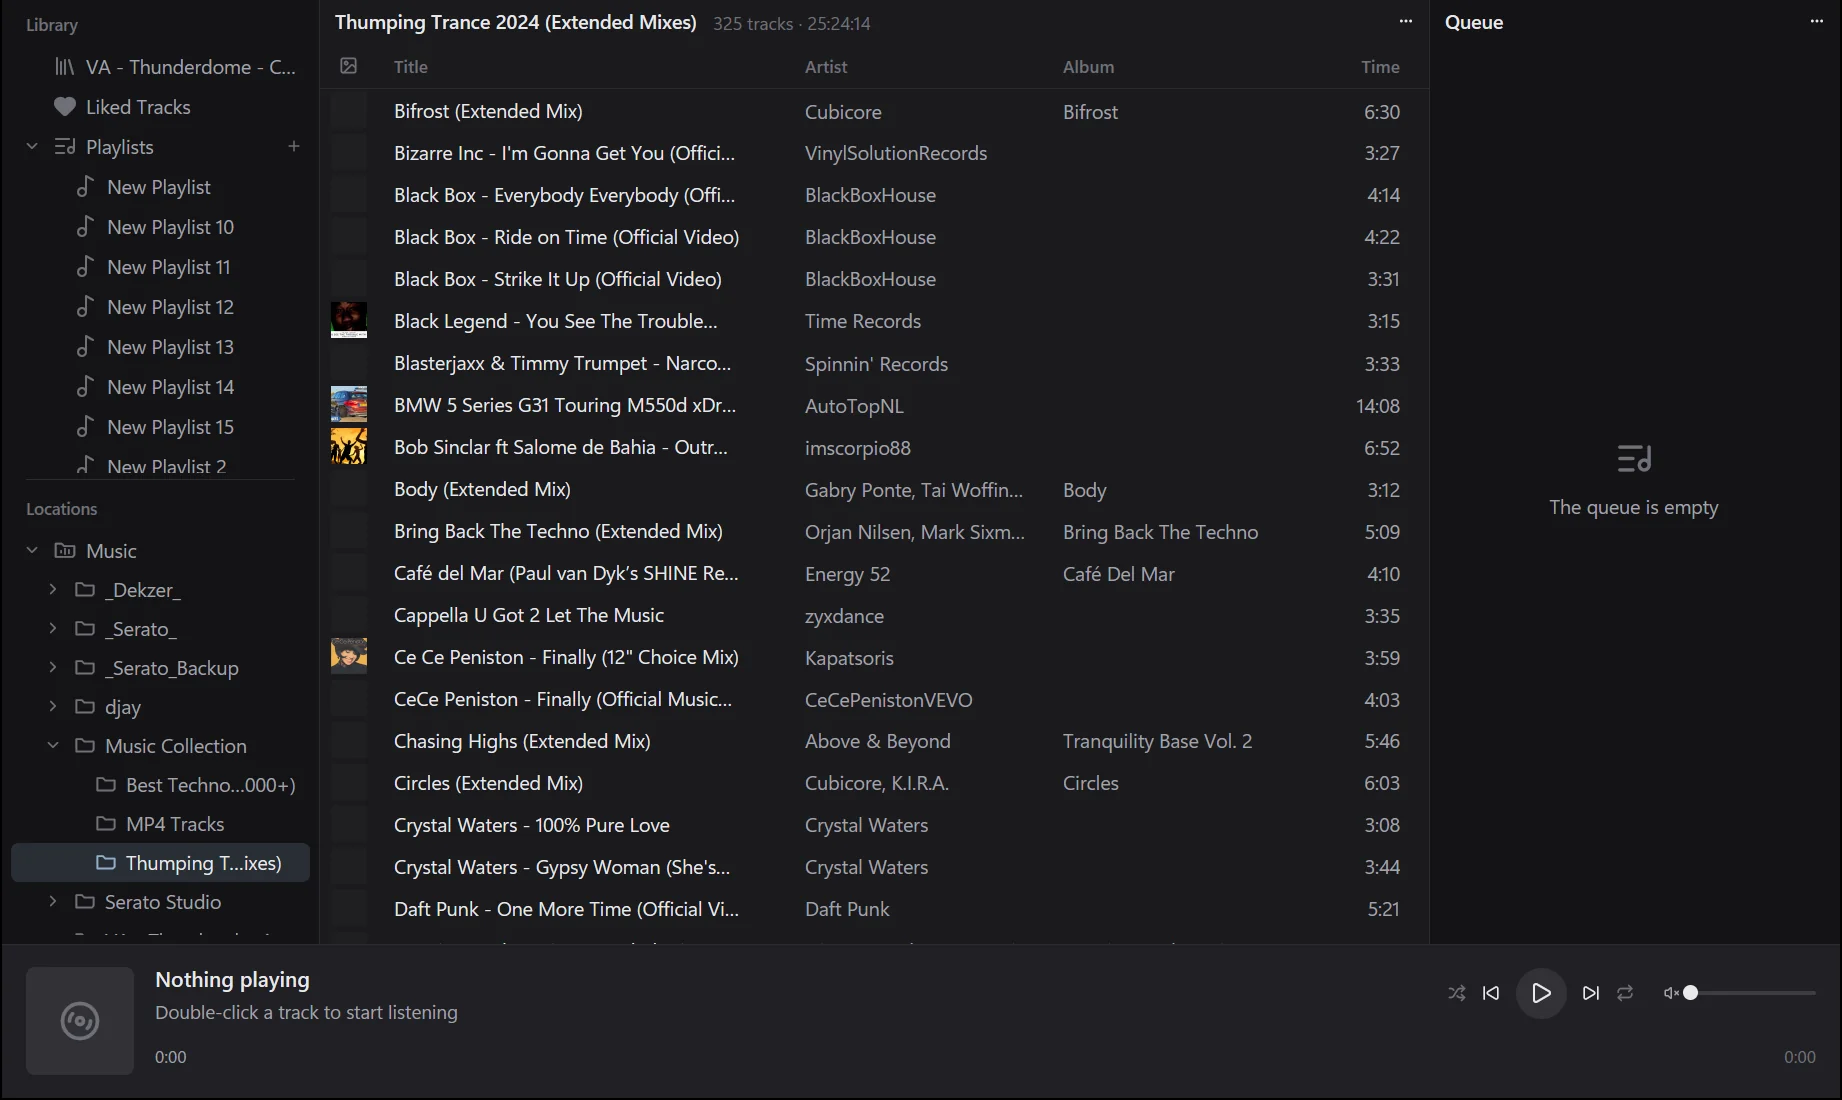 Library
VA - Thunderdome - C...
Liked Tracks
Playlists
New Playlist
New Playlist 10
New Playlist 11
New Playlist 12
New Playlist 13
New Playlist 14
New Playlist 15
New Playlist 2
Locations
Music
_Dekzer_
_Serato_
_Serato_Backup
djay
Music Collection
Best Techno...000+)
MP4 Tracks
Thumping T...ixes)
Serato Studio
Thumping Trance 2024 (Extended Mixes) 325 tracks · 25:24:14
Title Artist Album Time
Bifrost (Extended Mix) Cubicore Bifrost 6:30
Bizarre Inc - I'm Gonna Get You (Offici... VinylSolutionRecords 3:27
Black Box - Everybody Everybody (Offi... BlackBoxHouse 4:14
Black Box - Ride on Time (Official Video) BlackBoxHouse 4:22
Black Box - Strike It Up (Official Video) BlackBoxHouse 3:31
Black Legend - You See The Trouble... Time Records 3:15
Blasterjaxx & Timmy Trumpet - Narco... Spinnin' Records 3:33
BMW 5 Series G31 Touring M550d xDr... AutoTopNL 14:08
Bob Sinclar ft Salome de Bahia - Outr... imscorpio88 6:52
Body (Extended Mix) Gabry Ponte, Tai Woffin... Body 3:12
Bring Back The Techno (Extended Mix) Orjan Nilsen, Mark Sixm... Bring Back The Techno 5:09
Café del Mar (Paul van Dyk’s SHINE Re... Energy 52 Café Del Mar 4:10
Cappella U Got 2 Let The Music zyxdance 3:35
Ce Ce Peniston - Finally (12" Choice Mix) Kapatsoris 3:59
CeCe Peniston - Finally (Official Music... CeCePenistonVEVO 4:03
Chasing Highs (Extended Mix) Above & Beyond Tranquility Base Vol. 2 5:46
Circles (Extended Mix) Cubicore, K.I.R.A. Circles 6:03
Crystal Waters - 100% Pure Love Crystal Waters 3:08
Crystal Waters - Gypsy Woman (She's... Crystal Waters 3:44
Daft Punk - One More Time (Official Vi... Daft Punk 5:21
Queue
The queue is empty
Nothing playing
Double-click a track to start listening
0:00
0:00